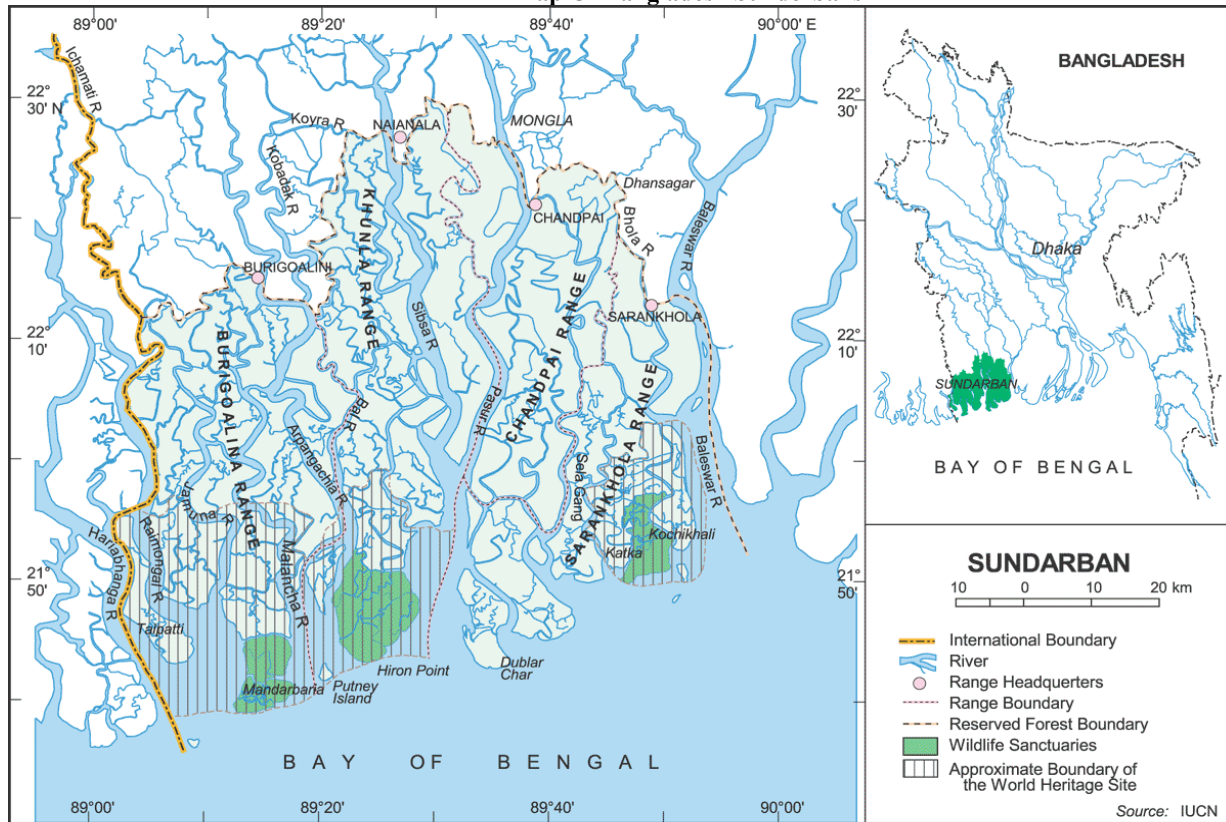 89°00'
89°20'
89°40'
90°00' E
22°
30' N
22°
10'
21°
50'
Ichamati R
Koyra R
NAIANALA
MONGLA
Kobadak R
Dhansagar
CHANDPAI
Bhola R
Baleswar R
BURIGOALINI
KHUNLA RANGE
SARANKHOLA
Sibsa R
BURIGOALINA RANGE
CHANDPAI RANGE
SARANKHOLA RANGE
Bal R
Pasur R
Arpangachia R
Sela Gang
Baleswar R
Jamuna R
Raimongal R
Hariabhanga R
Malancha R
Kochikhali
Katka
Talpatti
Mandarbaria
Putney
Island
Hiron Point
Dublar
Char
BAY OF BENGAL
89°00'
89°20'
89°40'
90°00'
BANGLADESH
22°
30'
Dhaka
22°
10'
SUNDARBAN
BAY OF BENGAL
21°
50'
SUNDARBAN
10 0 10 20 km
International Boundary
River
Range Headquterters
Range Boundary
Reserved Forest Boundary
Wildlife Sanctuaries
Approximate Boundary of
the World Heritage Site
Source: IUCN